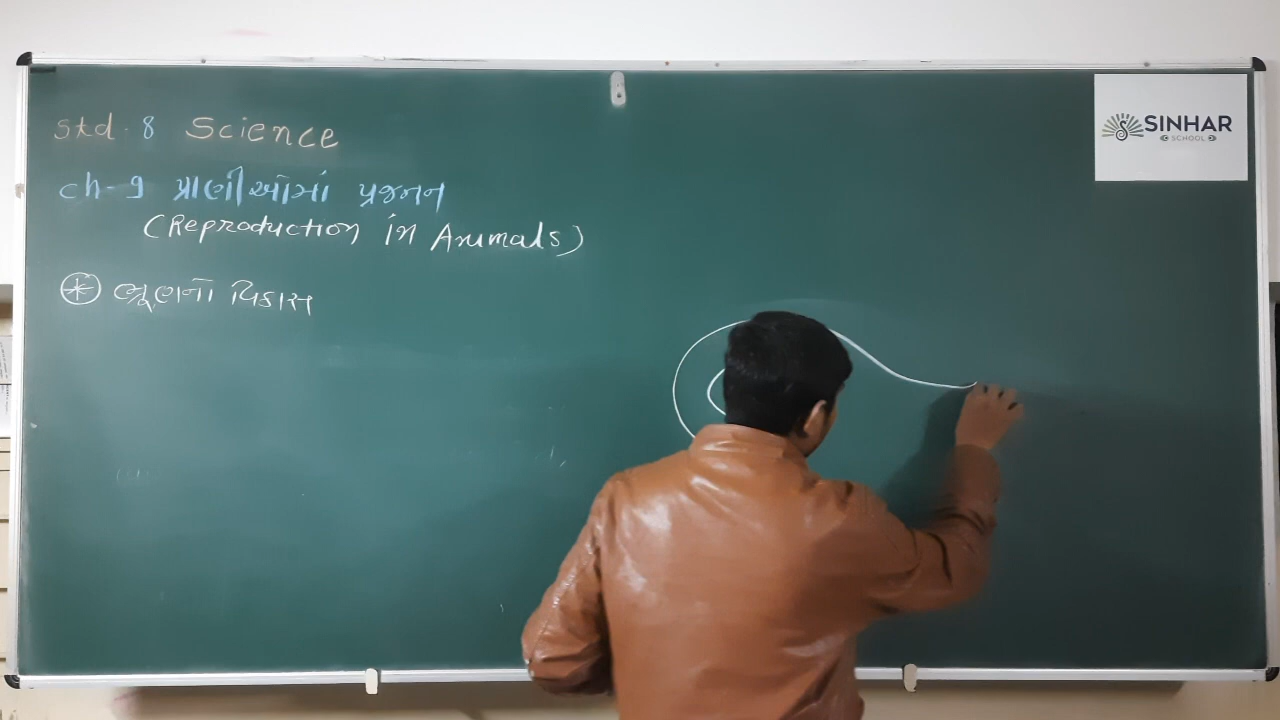 Std. 8 Science
ch-9 પ્રાણીઓમાં પ્રજનન
(Reproduction in Animals)
ભ્રૂણનો વિકાસ
SINHAR
SCHOOL